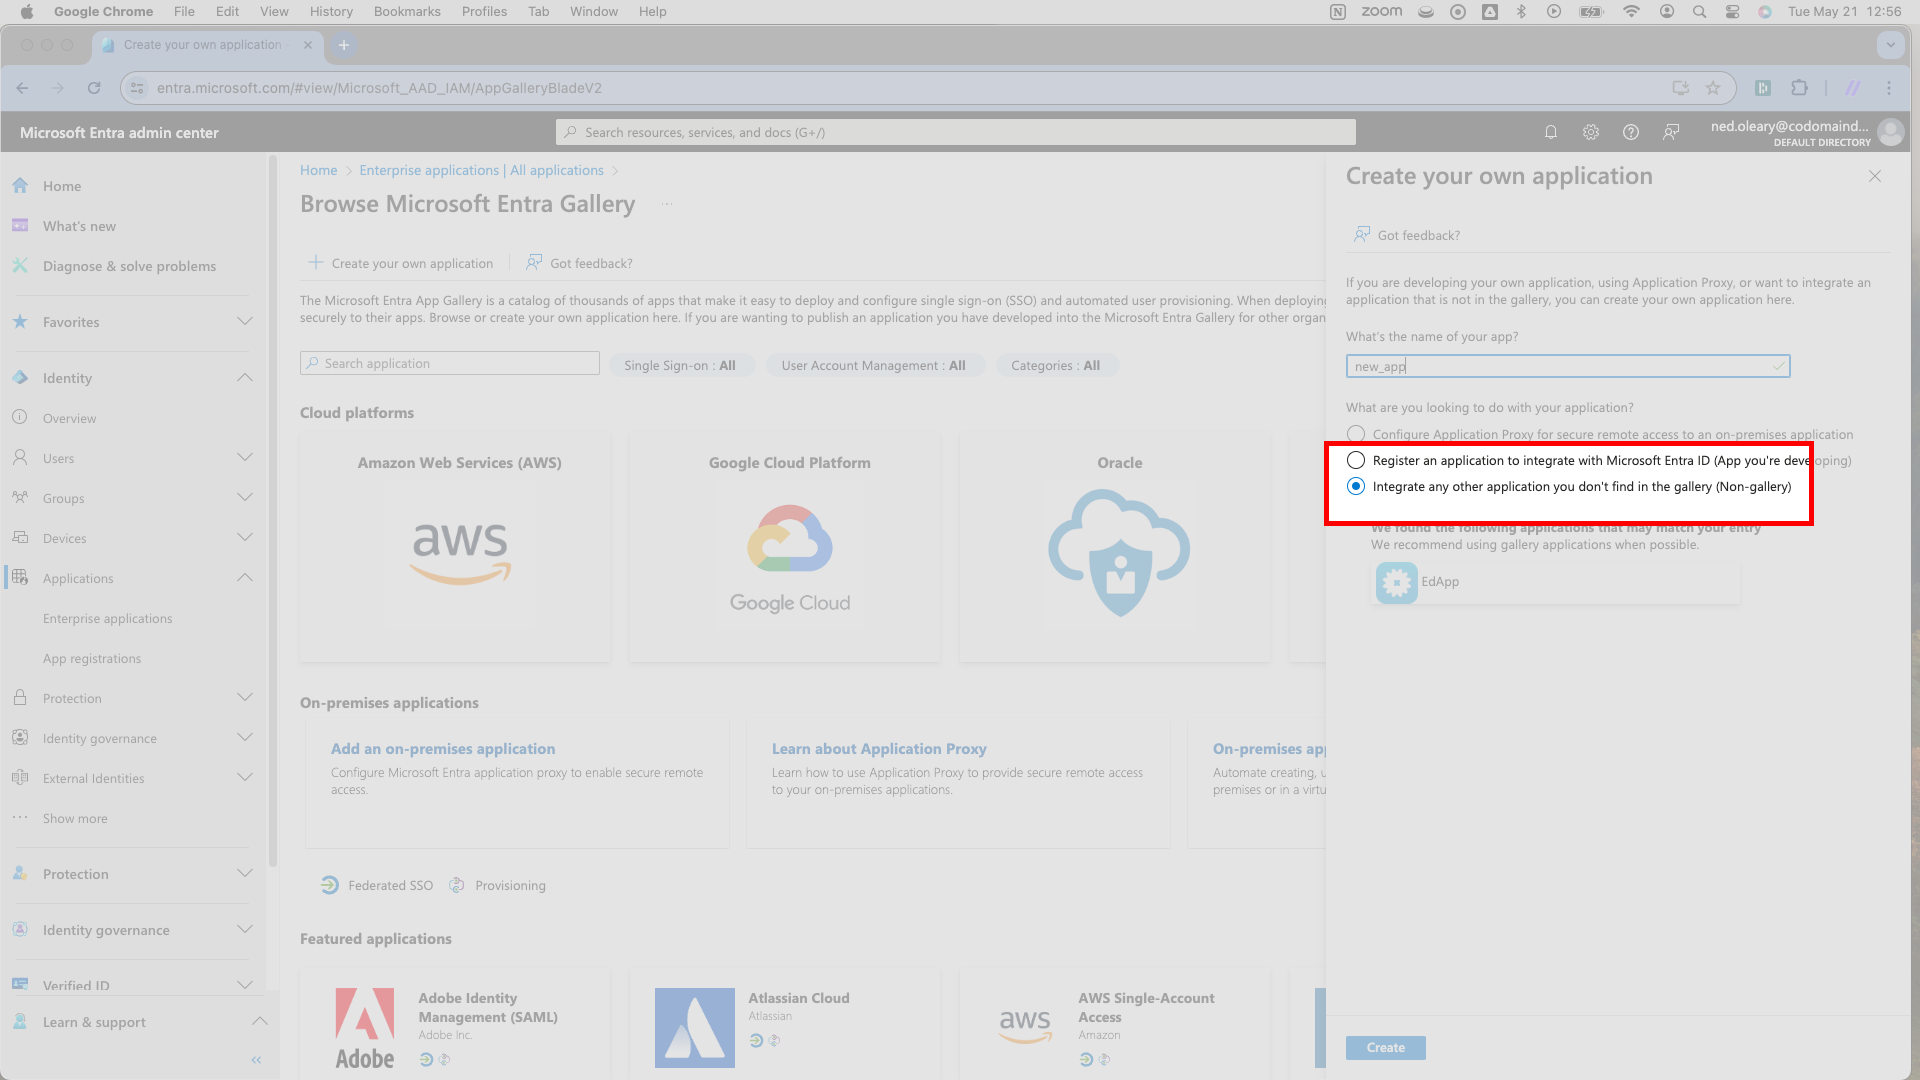 Google Chrome File Edit View History Bookmarks Profiles Tab Window Help
zoom Tue May 21 12:56
Create your own application
entra.microsoft.com/#view/Microsoft_AAD_IAM/AppGalleryBladeV2
Microsoft Entra admin center
Search resources, services, and docs (G+/)
ned.oleary@codomaind...
DEFAULT DIRECTORY
Home
What's new
Diagnose & solve problems
Favorites
Identity
Overview
Users
Groups
Devices
Applications
Enterprise applications
App registrations
Protection
Identity governance
External Identities
Show more
Protection
Identity governance
Verified ID
Learn & support
Home > Enterprise applications | All applications >
Browse Microsoft Entra Gallery ...
Create your own application
Got feedback?
The Microsoft Entra App Gallery is a catalog of thousands of apps that make it easy to deploy and configure single sign-on (SSO) and automated user provisioning. When deploying
securely to their apps. Browse or create your own application here. If you are wanting to publish an application you have developed into the Microsoft Entra Gallery for other organ
Search application
Single Sign-on : All
User Account Management : All
Categories : All
Cloud platforms
Amazon Web Services (AWS)
aws
Google Cloud Platform
Google Cloud
Oracle
On-premises applications
Add an on-premises application
Configure Microsoft Entra application proxy to enable secure remote
access.
Learn about Application Proxy
Learn how to use Application Proxy to provide secure remote access
to your on-premises applications.
On-premises app
Automate creating, u
premises or in a virtu
Federated SSO
Provisioning
Featured applications
Adobe
Adobe Identity
Management (SAML)
Adobe Inc.
Atlassian Cloud
Atlassian
aws
AWS Single-Account
Access
Amazon
Create your own application
Got feedback?
If you are developing your own application, using Application Proxy, or want to integrate an
application that is not in the gallery, you can create your own application here.
What's the name of your app?
new_app
What are you looking to do with your application?
Configure Application Proxy for secure remote access to an on-premises application
Register an application to integrate with Microsoft Entra ID (App you're developing)
Integrate any other application you don't find in the gallery (Non-gallery)
We found the following applications that may match your entry
We recommend using gallery applications when possible.
EdApp
Create